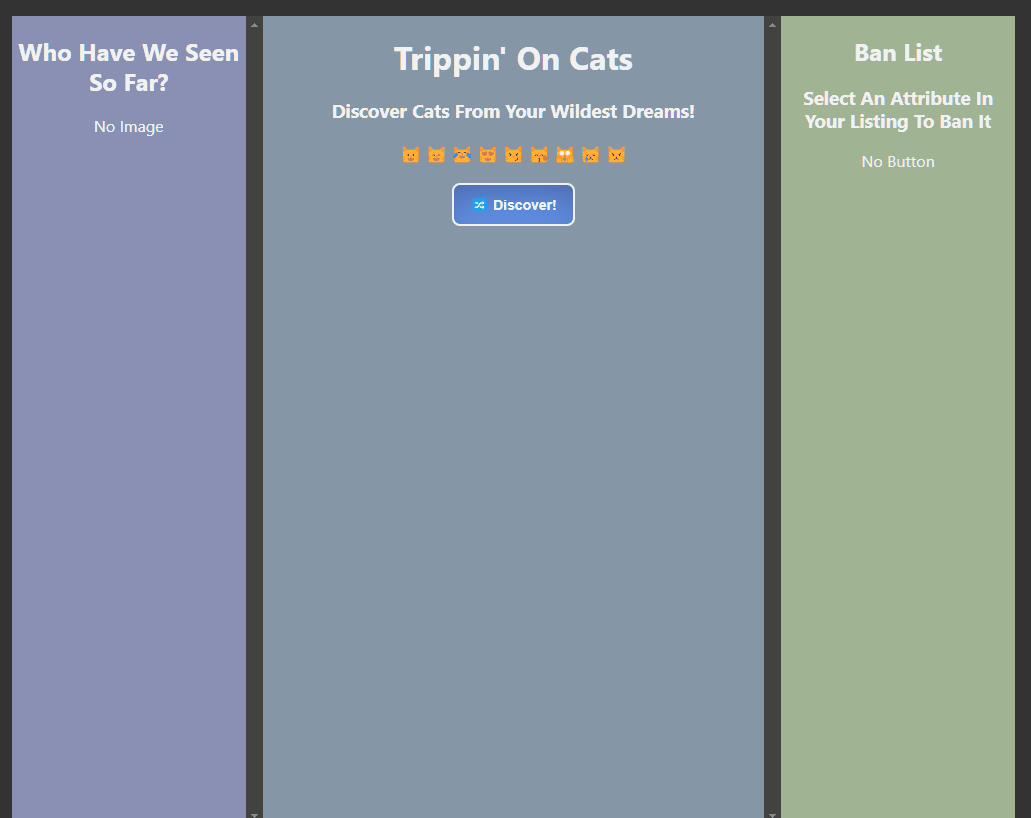 Who Have We Seen
So Far?
No Image
Trippin' On Cats
Discover Cats From Your Wildest Dreams!
🔀 Discover!
Ban List
Select An Attribute In
Your Listing To Ban It
No Button